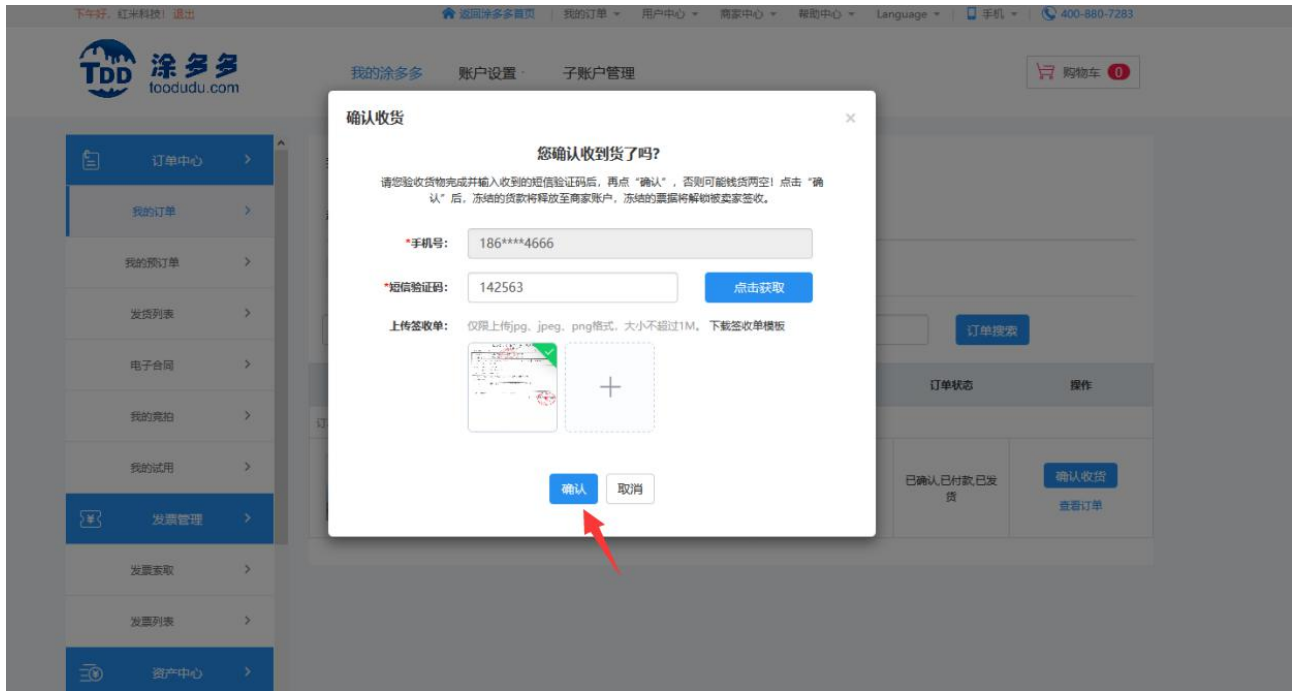 下午好，红米科技！退出
返回涂多多首页 我的订单 用户中心 商家中心 帮助中心 Language 手机 400-880-7283
TDD 涂多多
toodudu.com
我的涂多多 账户设置 子账户管理
购物车 0
确认收货 ×
您确认收到货了吗?
请您验收货物完成并输入收到的短信验证码后，再点“确认”，否则可能钱货两空！点击“确
认”后，冻结的货款将释放至商家账户，冻结的票据将解锁被卖家签收。
*手机号： 186****4666
*短信验证码： 142563 点击获取
上传签收单： 仅限上传jpg、jpeg、png格式，大小不超过1M。 下载签收单模板
确认 取消
订单中心
我的订单
我的预订单
发货列表
电子合同
我的竞拍
我的试用
发票管理
发票索取
发票列表
资产中心
订单搜索
订单状态 操作
订
已确认,已付款,已发
货
确认收货
查看订单